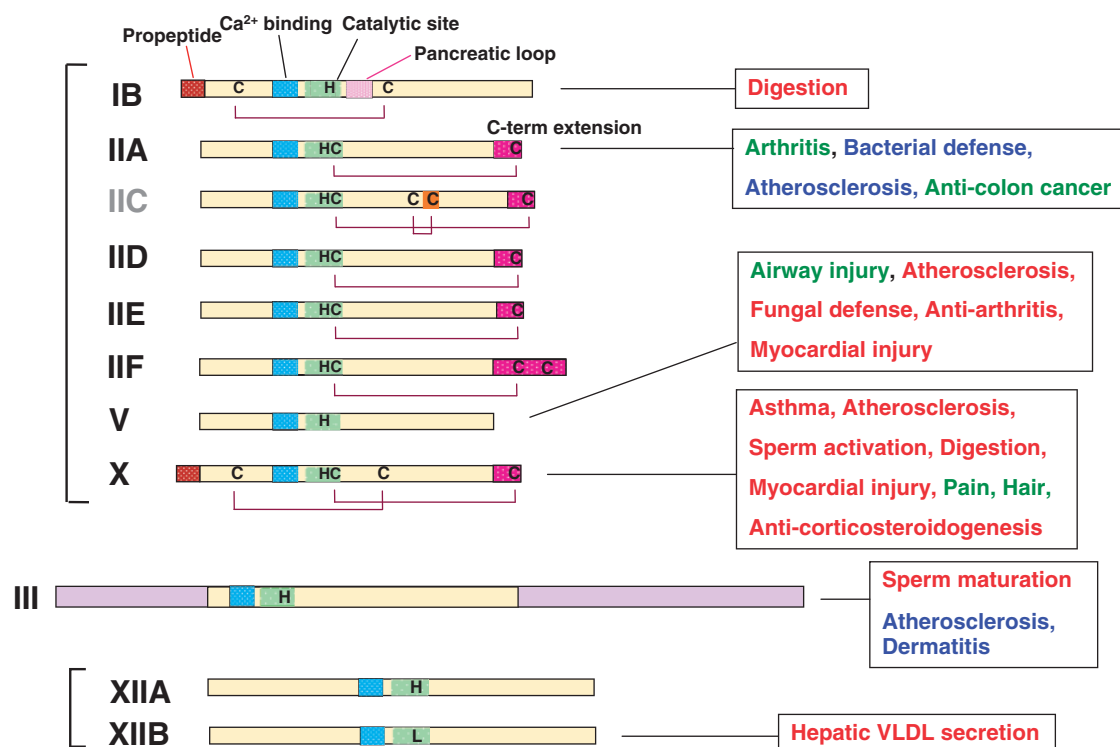 Propeptide
Ca²⁺ binding
Catalytic site
Pancreatic loop
IB
C
H
C
Digestion
C-term extension
IIA
HC
C
Arthritis, Bacterial defense,
Atherosclerosis, Anti-colon cancer
IIC
HC
C
C
C
IID
HC
C
IIE
HC
C
Airway injury, Atherosclerosis,
Fungal defense, Anti-arthritis,
Myocardial injury
IIF
HC
C
C
V
H
X
C
HC
C
C
Asthma, Atherosclerosis,
Sperm activation, Digestion,
Myocardial injury, Pain, Hair,
Anti-corticosteroidogenesis
III
H
Sperm maturation
Atherosclerosis,
Dermatitis
XIIA
H
XIIB
L
Hepatic VLDL secretion